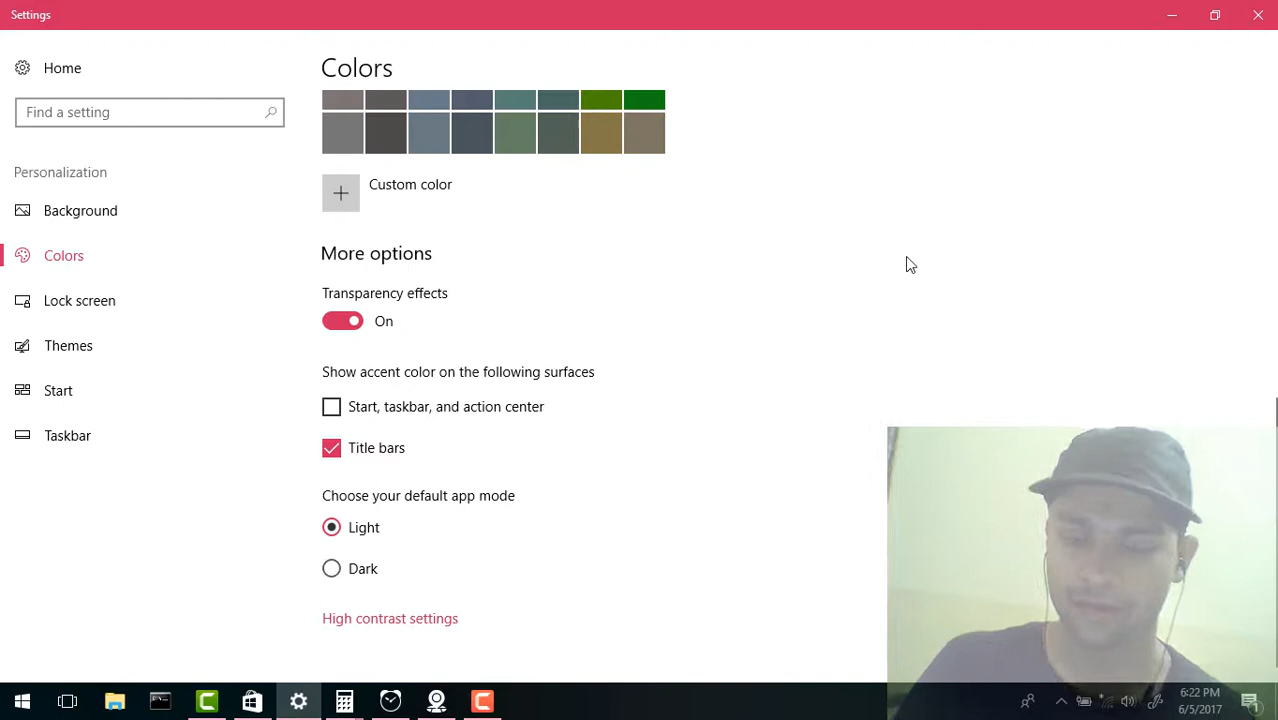 Settings
Home
Find a setting
Personalization
Background
Colors
Lock screen
Themes
Start
Taskbar
Colors
Custom color
More options
Transparency effects
On
Show accent color on the following surfaces
Start, taskbar, and action center
Title bars
Choose your default app mode
Light
Dark
High contrast settings
6:22 PM
6/5/2017
1